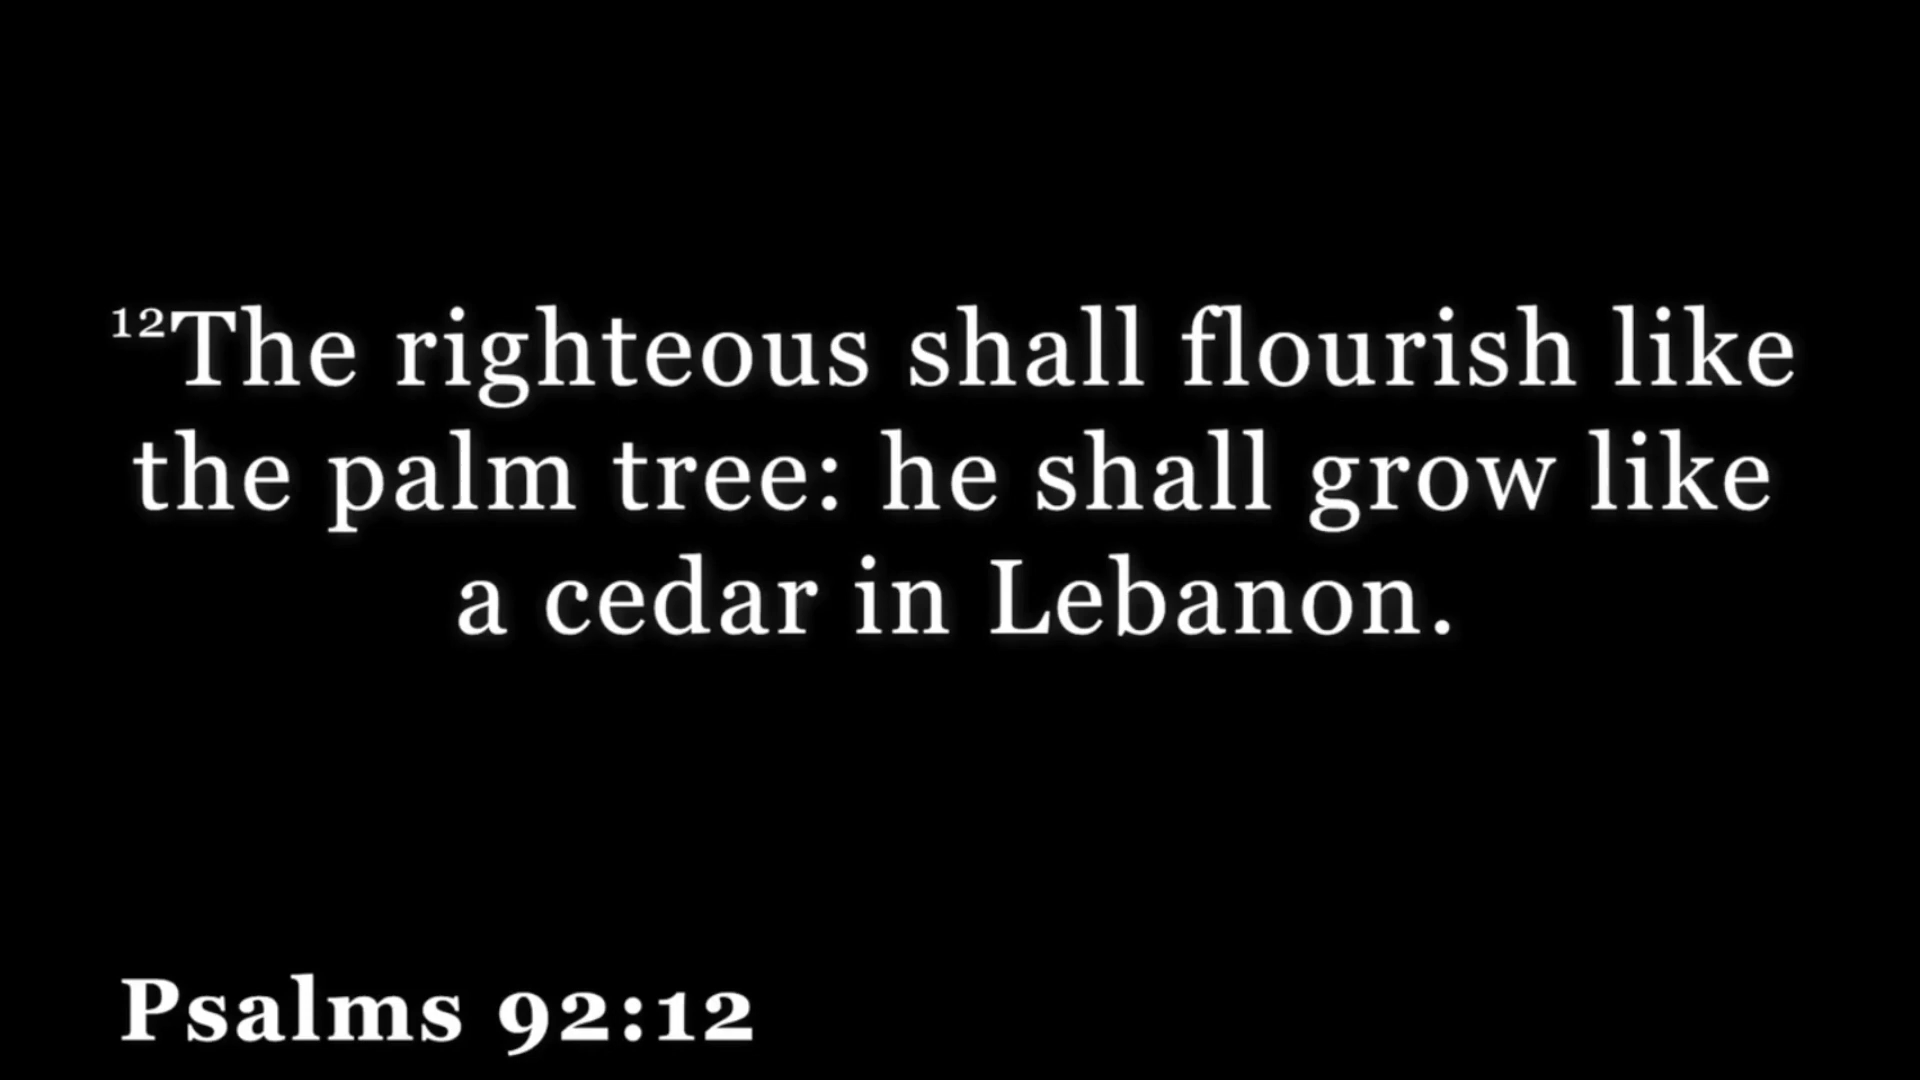 ¹²The righteous shall flourish like
the palm tree: he shall grow like
a cedar in Lebanon.
Psalms 92:12